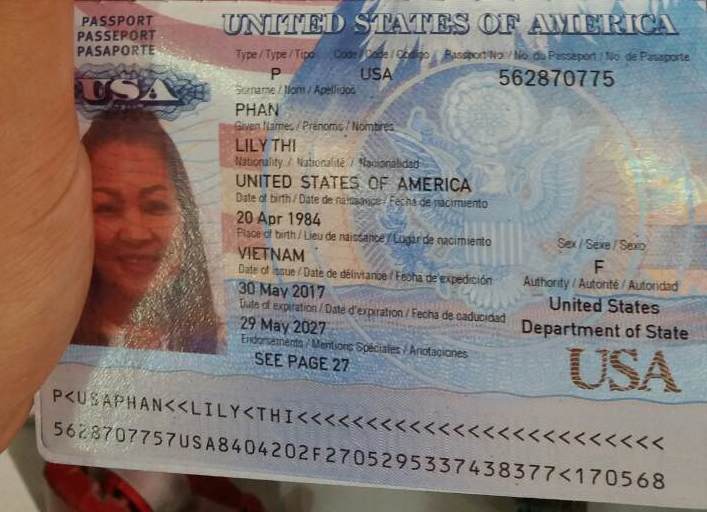 PASSPORT
PASSEPORT
PASAPORTE
USA
UNITED STATES OF AMERICA
Type / Type / Tipo Code / Code / Código Passport No. / No. du Passeport / No. de Pasaporte
P USA 562870775
Surname / Nom / Apellidos
PHAN
Given Names / Prénoms / Nombres
LILY THI
Nationality / Nationalité / Nacionalidad
UNITED STATES OF AMERICA
Date of birth / Date de naissance / Fecha de nacimiento
20 Apr 1984
Place of birth / Lieu de naissance / Lugar de nacimiento
VIETNAM
Sex / Sexe / Sexo
F
Date of issue / Date de délivrance / Fecha de expedición
30 May 2017
Authority / Autorité / Autoridad
United States
Department of State
Date of expiration / Date d'expiration / Fecha de caducidad
29 May 2027
Endorsements / Mentions Spéciales / Anotaciones
SEE PAGE 27
USA
P<USAPHAN<<LILY<THI<<<<<<<<<<<<<<<<<<<<<<<<<
5628707757USA8404202F2705295337438377<170568